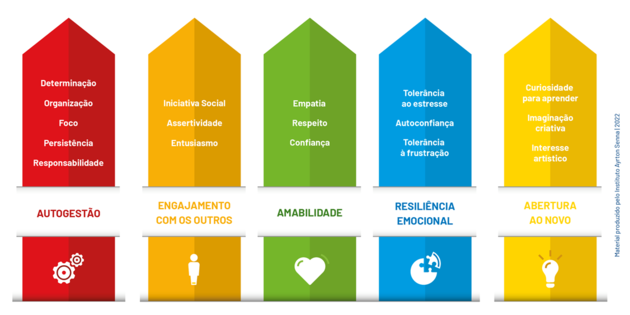 Determinação
Organização
Foco
Persistência
Responsabilidade
AUTOGESTÃO
Iniciativa Social
Assertividade
Entusiasmo
ENGAJAMENTO
COM OS OUTROS
Empatia
Respeito
Confiança
AMABILIDADE
Tolerância
ao estresse
Autoconfiança
Tolerância
à frustração
RESILIÊNCIA
EMOCIONAL
Curiosidade
para aprender
Imaginação
criativa
Interesse
artístico
ABERTURA
AO NOVO
Material produzido pelo Instituto Ayrton Senna | 2022